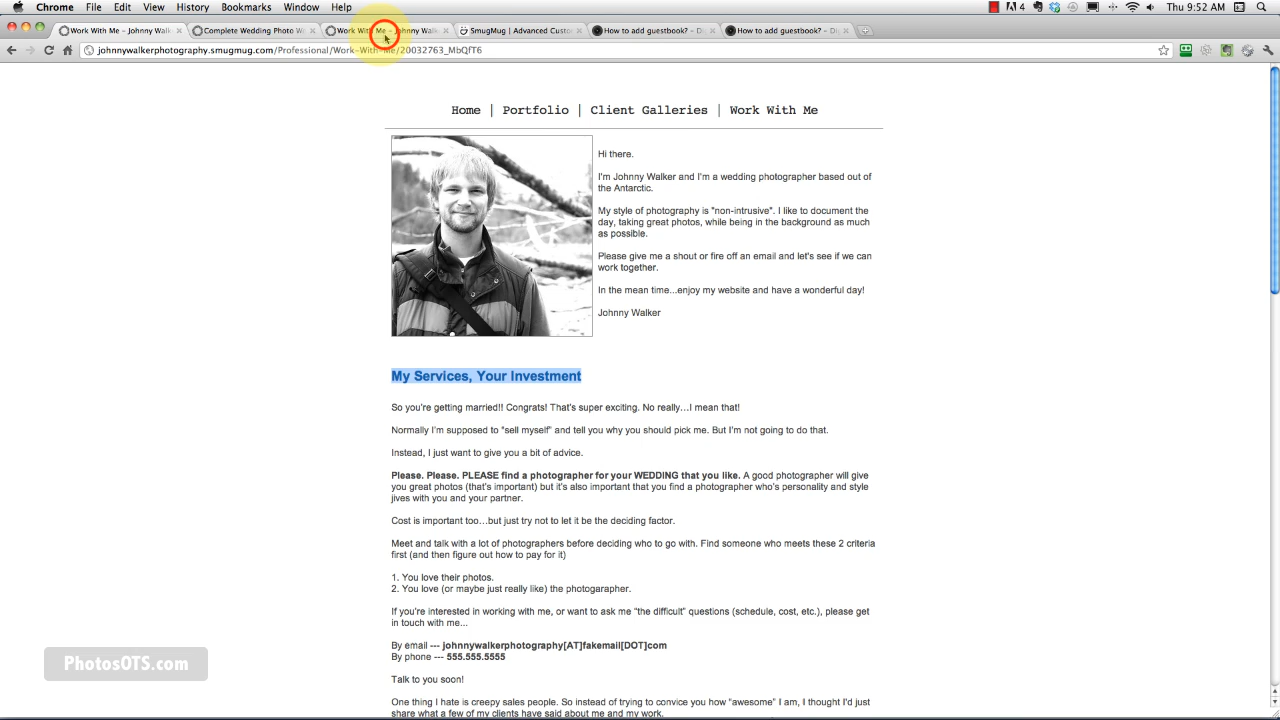 Chrome File Edit View History Bookmarks Window Help
4
Thu 9:52 AM
Work With Me – Johnny Walk
Complete Wedding Photo We
Work With Me – Johnny Walk
SmugMug | Advanced Custo
How to add guestbook? – Di
How to add guestbook? – Di
johnnywalkerphotography.smugmug.com/Professional/Work-With-Me/20032763_MbQfT6
Home | Portfolio | Client Galleries | Work With Me
Hi there.
I'm Johnny Walker and I'm a wedding photographer based out of
the Antarctic.
My style of photography is "non-intrusive". I like to document the
day, taking great photos, while being in the background as much
as possible.
Please give me a shout or fire off an email and let's see if we can
work together.
In the mean time...enjoy my website and have a wonderful day!
Johnny Walker
My Services, Your Investment
So you're getting married!! Congrats! That's super exciting. No really…I mean that!
Normally I'm supposed to "sell myself" and tell you why you should pick me. But I'm not going to do that.
Instead, I just want to give you a bit of advice.
Please. Please. PLEASE find a photographer for your WEDDING that you like. A good photographer will give
you great photos (that's important) but it's also important that you find a photographer who's personality and style
jives with you and your partner.
Cost is important too…but just try not to let it be the deciding factor.
Meet and talk with a lot of photographers before deciding who to go with. Find someone who meets these 2 criteria
first (and then figure out how to pay for it)
1. You love their photos.
2. You love (or maybe just really like) the photogarapher.
If you're interested in working with me, or want to ask me "the difficult" questions (schedule, cost, etc.), please get
in touch with me...
By email --- johnnywalkerphotography[AT]fakemail[DOT]com
By phone --- 555.555.5555
Talk to you soon!
One thing I hate is creepy sales people. So instead of trying to convice you how "awesome" I am, I thought I'd just
share what a few of my clients have said about me and my work.
PhotosOTS.com